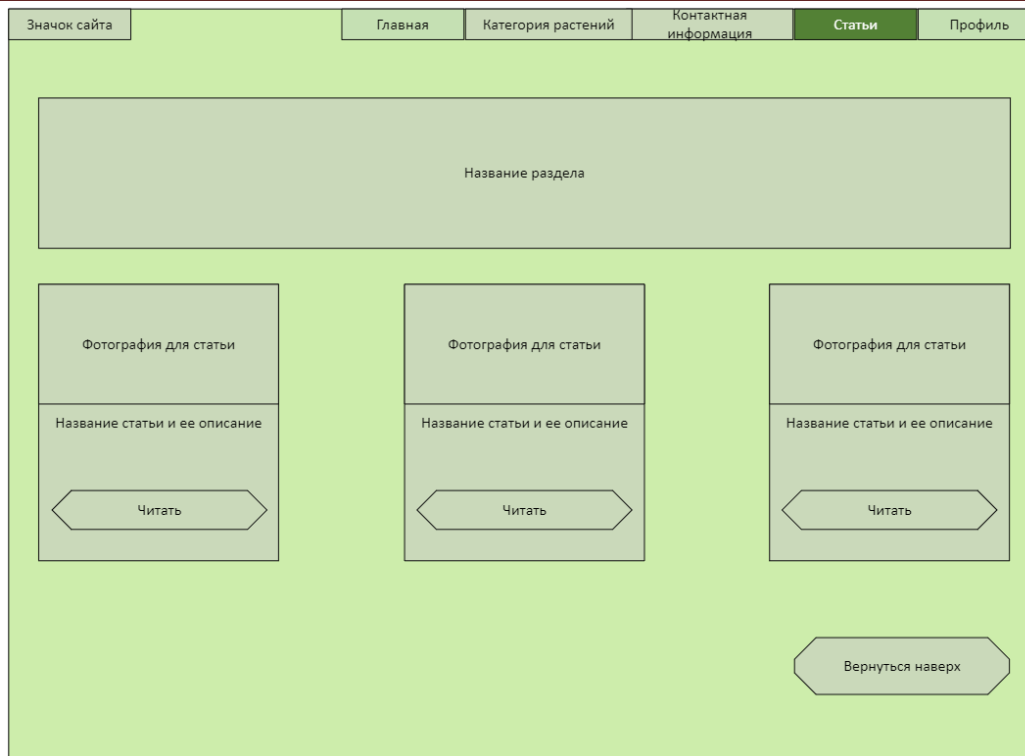 Значок сайта
Главная
Категория растений
Контактная
информация
Статьи
Профиль
Название раздела
Фотография для статьи
Фотография для статьи
Фотография для статьи
Название статьи и ее описание
Название статьи и ее описание
Название статьи и ее описание
Читать
Читать
Читать
Вернуться наверх